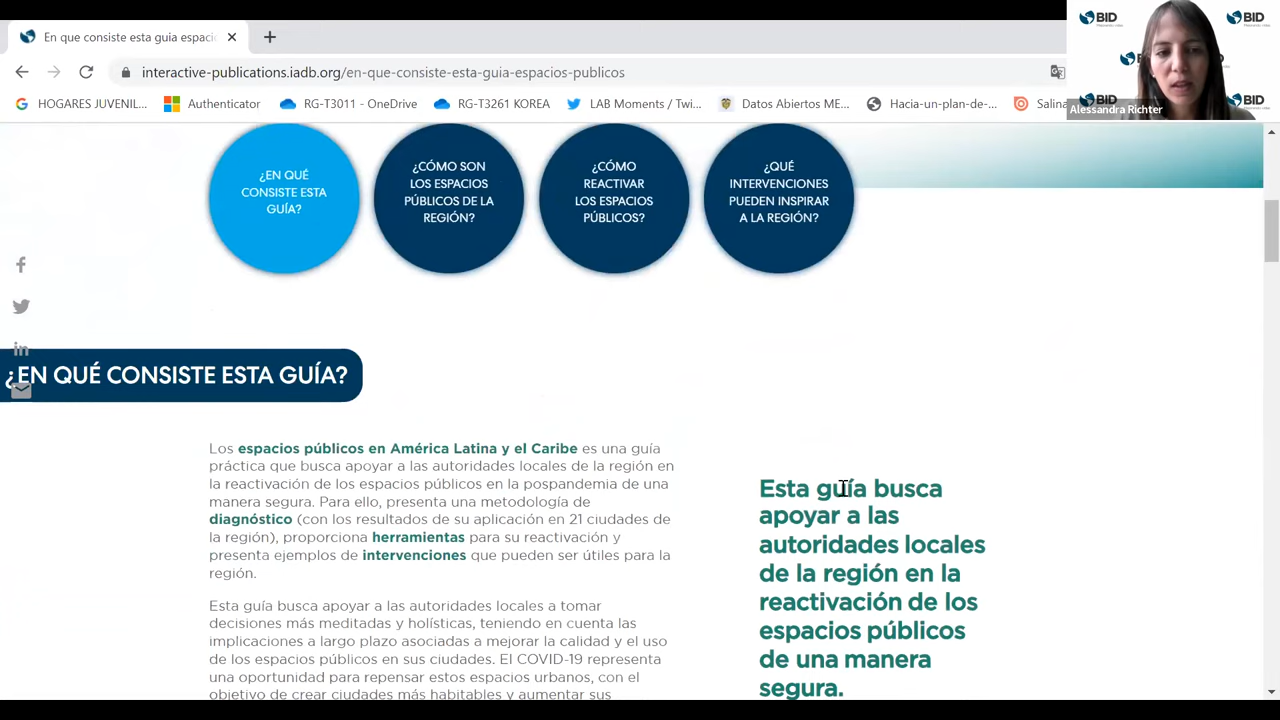 En que consiste esta guia espaci
interactive-publications.iadb.org/en-que-consiste-esta-guia-espacios-publicos
HOGARES JUVENIL...
Authenticator
RG-T3011 - OneDrive
RG-T3261 KOREA
LAB Moments / Twi...
Datos Abiertos ME...
Hacia-un-plan-de-...
Salina
BID
BID
BID
BID
Alessandra Richter
¿EN QUÉ
CONSISTE ESTA
GUÍA?
¿CÓMO SON
LOS ESPACIOS
PÚBLICOS DE LA
REGIÓN?
¿CÓMO
REACTIVAR
LOS ESPACIOS
PÚBLICOS?
¿QUÉ
INTERVENCIONES
PUEDEN INSPIRAR
A LA REGIÓN?
¿EN QUÉ CONSISTE ESTA GUÍA?
Los espacios públicos en América Latina y el Caribe es una guía
práctica que busca apoyar a las autoridades locales de la región en
la reactivación de los espacios públicos en la pospandemia de una
manera segura. Para ello, presenta una metodología de
diagnóstico (con los resultados de su aplicación en 21 ciudades de
la región), proporciona herramientas para su reactivación y
presenta ejemplos de intervenciones que pueden ser útiles para la
región.
Esta guía busca apoyar a las autoridades locales a tomar
decisiones más meditadas y holísticas, teniendo en cuenta las
implicaciones a largo plazo asociadas a mejorar la calidad y el uso
de los espacios públicos en sus ciudades. El COVID-19 representa
una oportunidad para repensar estos espacios urbanos, con el
objetivo de crear ciudades más habitables y aumentar sus
Esta guía busca
apoyar a las
autoridades locales
de la región en la
reactivación de los
espacios públicos
de una manera
segura.